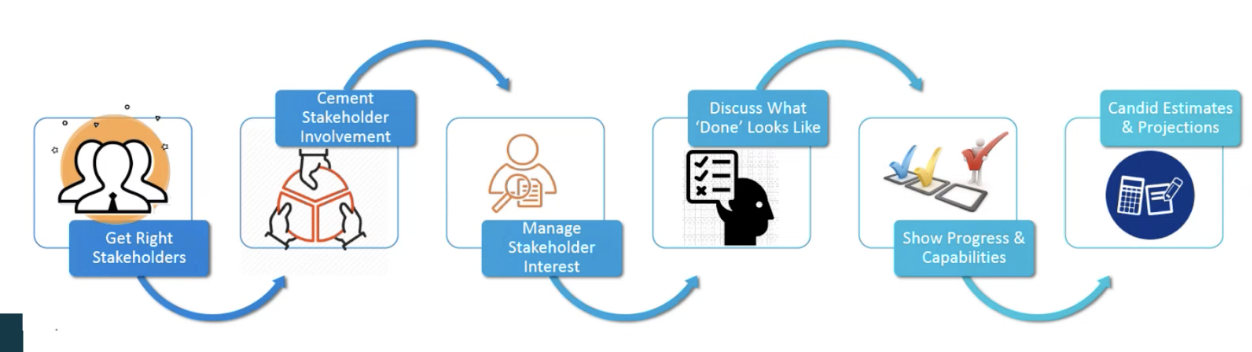 Get Right
Stakeholders
Cement
Stakeholder
Involvement
Manage
Stakeholder
Interest
Discuss What
‘Done’ Looks Like
Show Progress &
Capabilities
Candid Estimates
& Projections